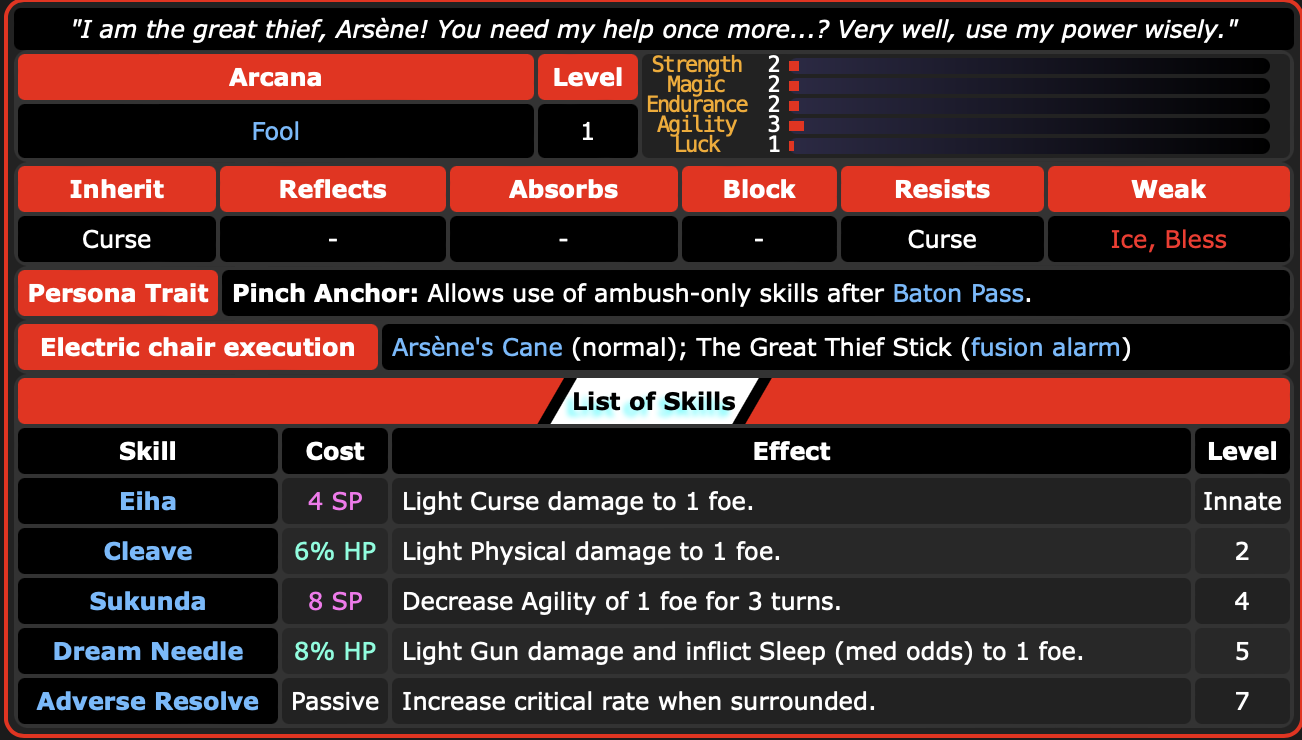 "I am the great thief, Arsène! You need my help once more...? Very well, use my power wisely."
Arcana Level
Fool 1
Strength 2
Magic 2
Endurance 2
Agility 3
Luck 1
Inherit Reflects Absorbs Block Resists Weak
Curse - - - Curse Ice, Bless
Persona Trait Pinch Anchor: Allows use of ambush-only skills after Baton Pass.
Electric chair execution Arsène's Cane (normal); The Great Thief Stick (fusion alarm)
List of Skills
Skill Cost Effect Level
Eiha 4 SP Light Curse damage to 1 foe. Innate
Cleave 6% HP Light Physical damage to 1 foe. 2
Sukunda 8 SP Decrease Agility of 1 foe for 3 turns. 4
Dream Needle 8% HP Light Gun damage and inflict Sleep (med odds) to 1 foe. 5
Adverse Resolve Passive Increase critical rate when surrounded. 7